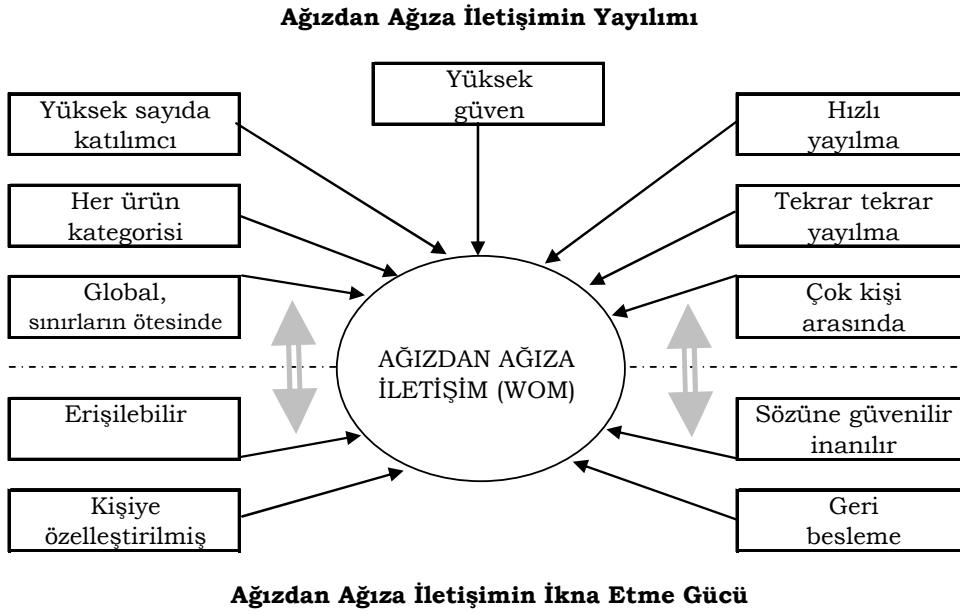 Ağızdan Ağıza İletişimin Yayılımı
Yüksek
güven
Yüksek sayıda
katılımcı
Hızlı
yayılma
Her ürün
kategorisi
Tekrar tekrar
yayılma
Global,
sınırların ötesinde
Çok kişi
arasında
AĞIZDAN AĞIZA
İLETİŞİM (WOM)
Erişilebilir
Sözüne güvenilir
inanılır
Kişiye
özelleştirilmiş
Geri
besleme
Ağızdan Ağıza İletişimin İkna Etme Gücü